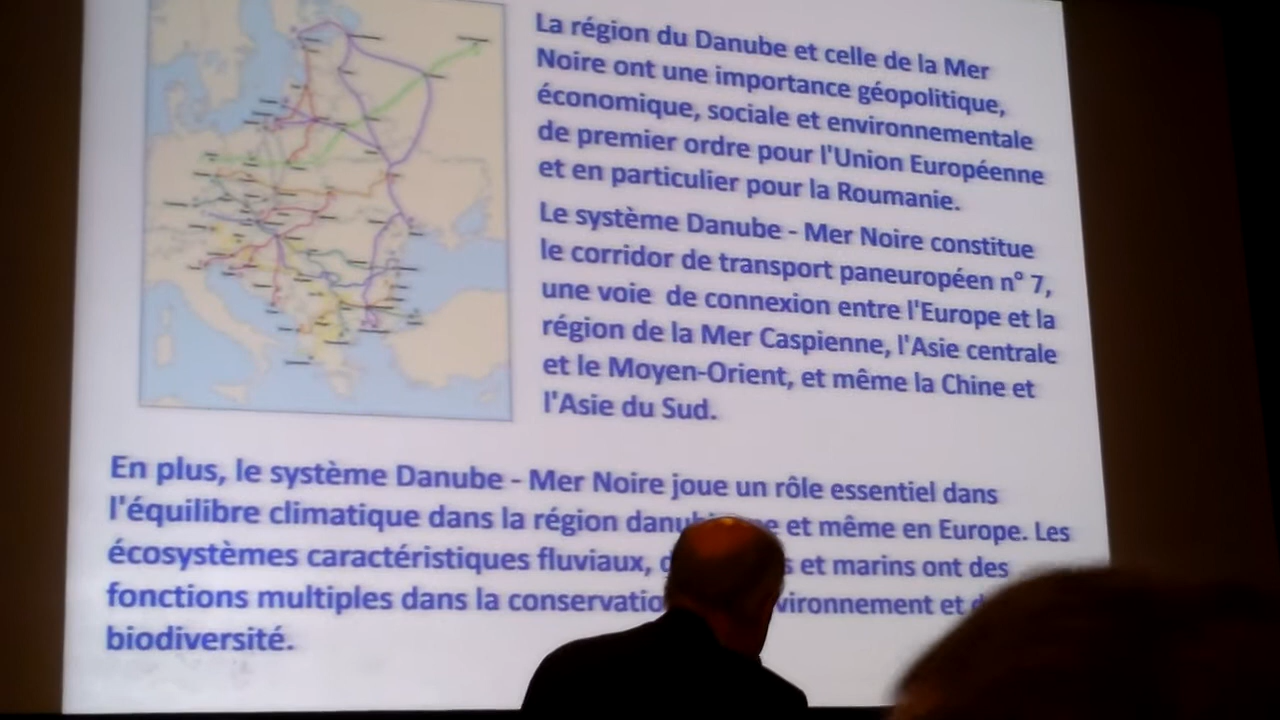 La région du Danube et celle de la Mer
Noire ont une importance géopolitique,
économique, sociale et environnementale
de premier ordre pour l'Union Européenne
et en particulier pour la Roumanie.
Le système Danube - Mer Noire constitue
le corridor de transport paneuropéen n° 7,
une voie de connexion entre l'Europe et la
région de la Mer Caspienne, l'Asie centrale
et le Moyen-Orient, et même la Chine et
l'Asie du Sud.
En plus, le système Danube - Mer Noire joue un rôle essentiel dans
l'équilibre climatique dans la région et même en Europe. Les
écosystèmes caractéristiques fluviaux, et marins ont des
fonctions multiples dans la et
biodiversité.